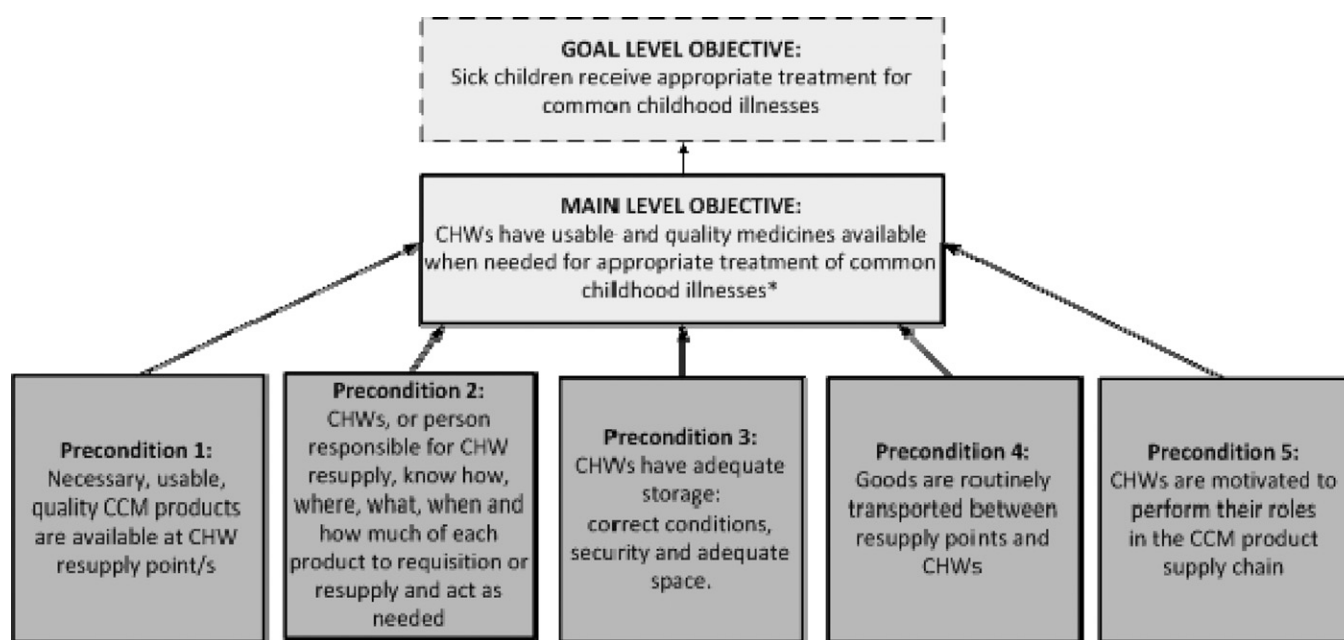 GOAL LEVEL OBJECTIVE:
Sick children receive appropriate treatment for
common childhood illnesses
MAIN LEVEL OBJECTIVE:
CHWs have usable and quality medicines available
when needed for appropriate treatment of common
childhood illnesses*
Precondition 1:
Necessary, usable,
quality CCM products
are available at CHW
resupply point/s
Precondition 2:
CHWs, or person
responsible for CHW
resupply, know how,
where, what, when and
how much of each
product to requisition or
resupply and act as
needed
Precondition 3:
CHWs have adequate
storage:
correct conditions,
security and adequate
space.
Precondition 4:
Goods are routinely
transported between
resupply points and
CHWs
Precondition 5:
CHWs are motivated to
perform their roles
in the CCM product
supply chain